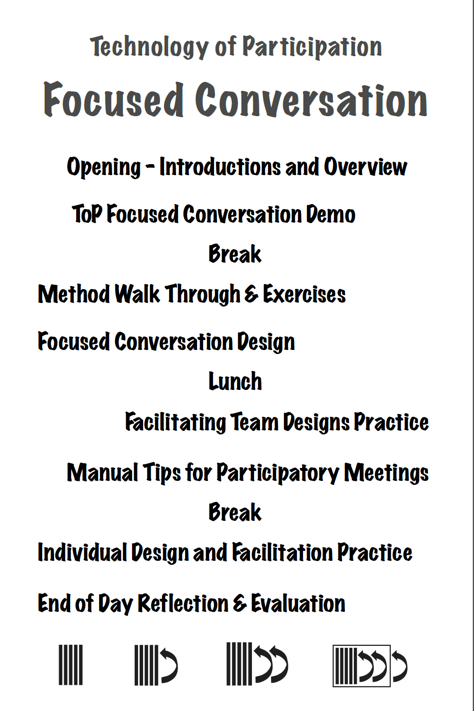 Technology of Participation
Focused Conversation
Opening - Introductions and Overview
ToP Focused Conversation Demo
Break
Method Walk Through & Exercises
Focused Conversation Design
Lunch
Facilitating Team Designs Practice
Manual Tips for Participatory Meetings
Break
Individual Design and Facilitation Practice
End of Day Reflection & Evaluation